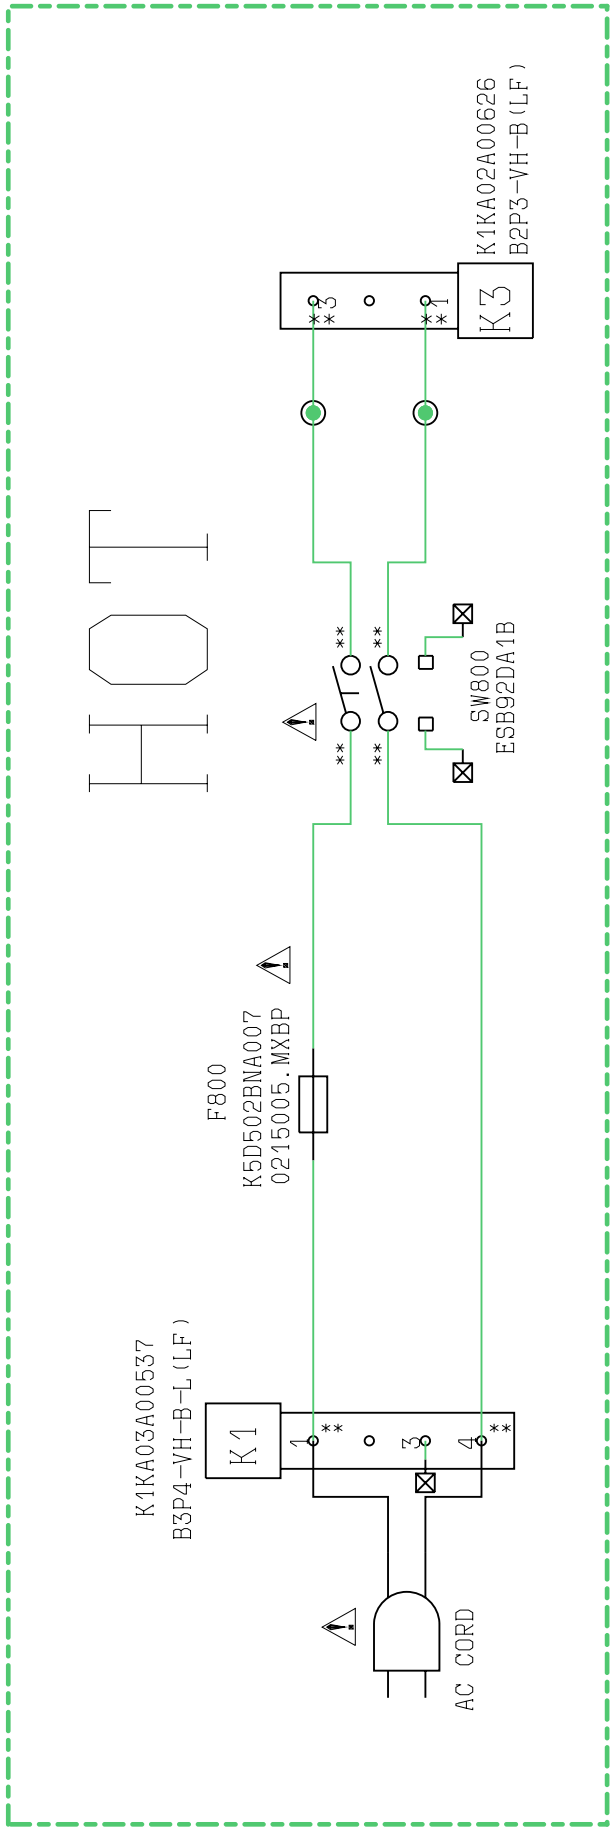 HOT
K1KA03A00537
B3P4-VH-B-L(LF)
K1
1
**
3
4
**
AC CORD
F800
K5D502BNA007
0215005.MXBP
**
**
**
**
SW800
ESB92DA1B
**3
**1
K3
K1KA02A00626
B2P3-VH-B(LF)